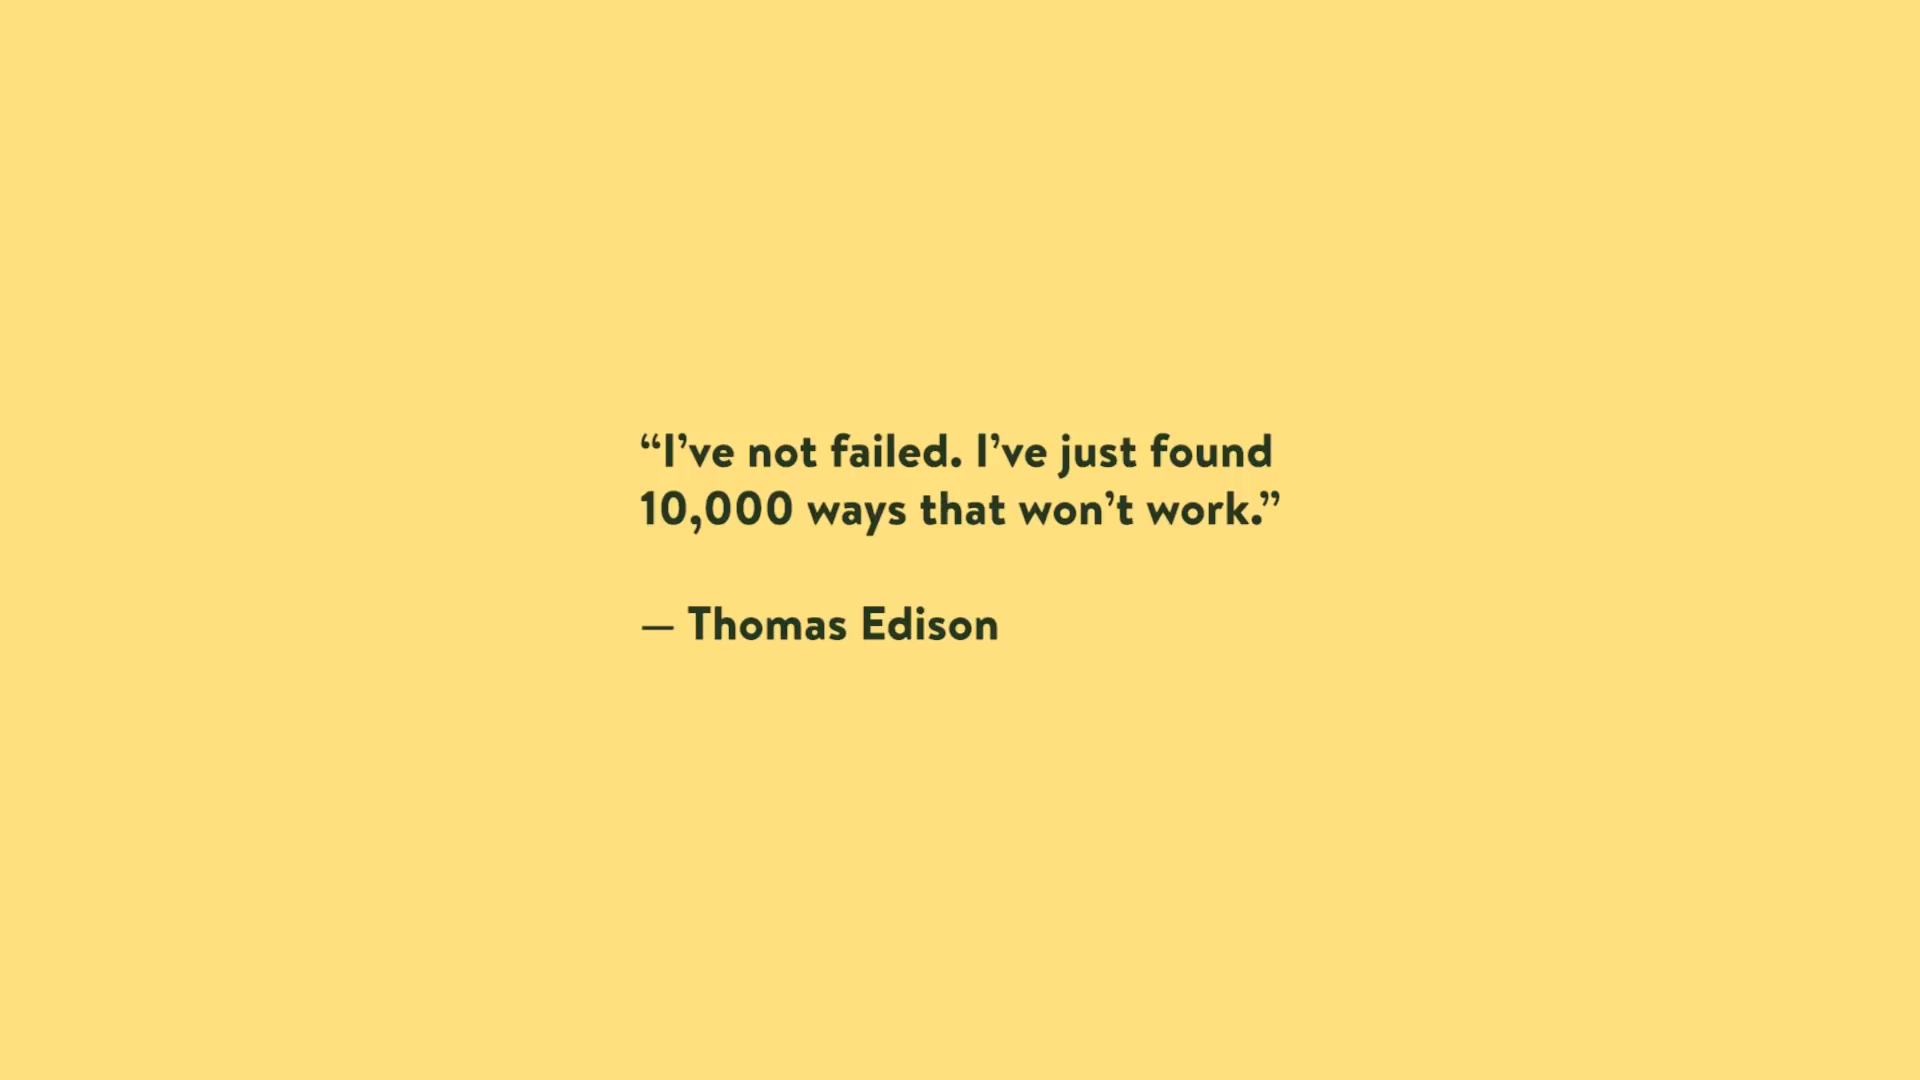 “I’ve not failed. I’ve just found
10,000 ways that won’t work.”
— Thomas Edison